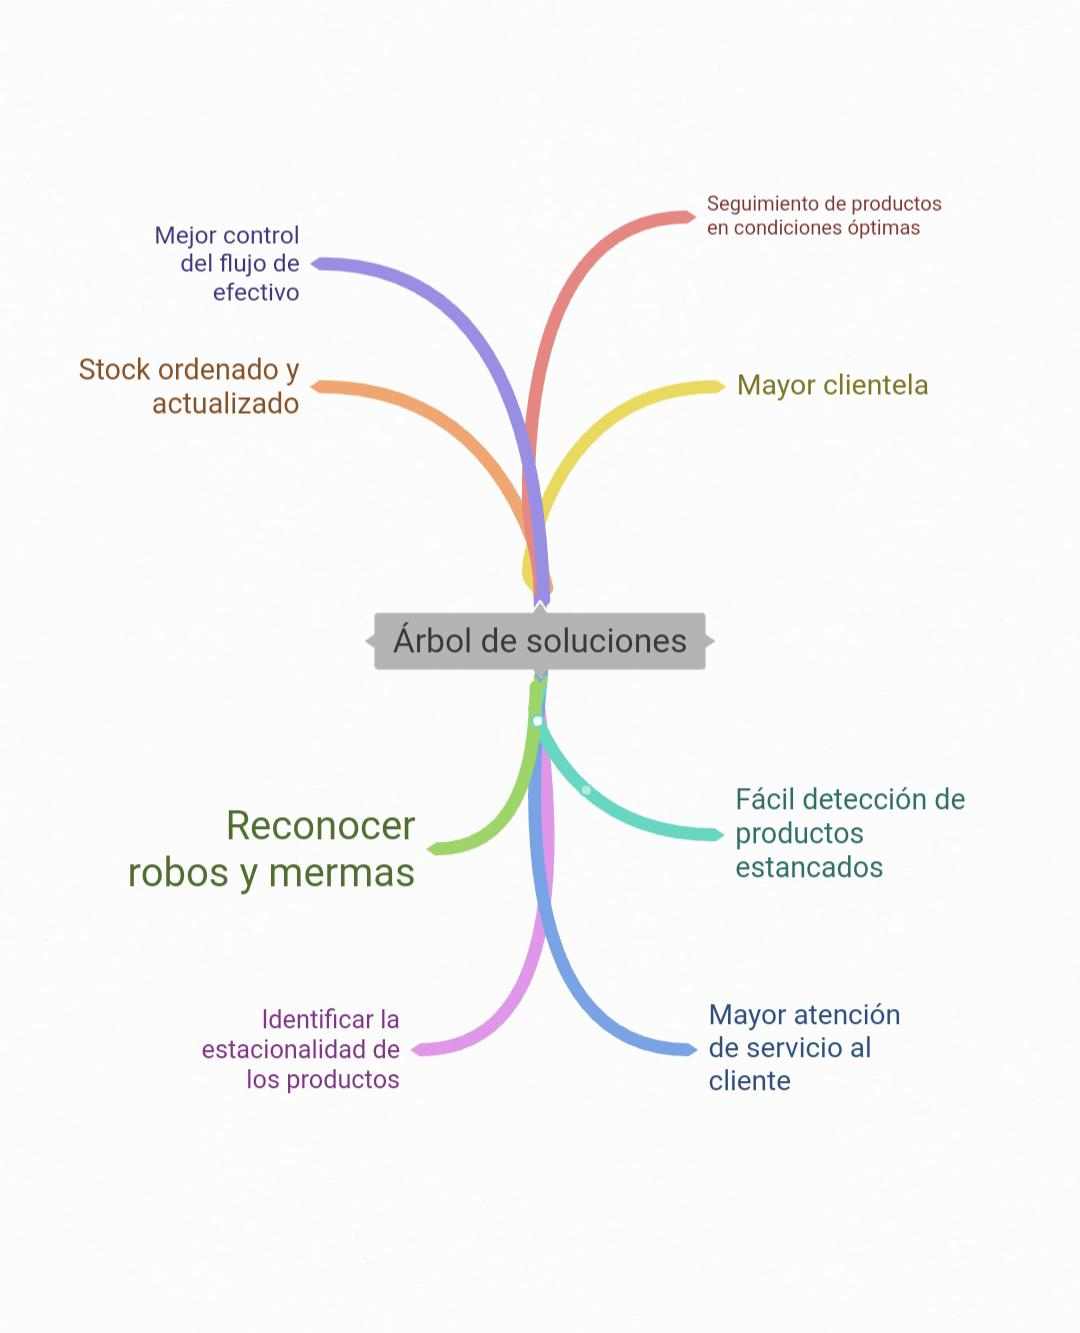 Seguimiento de productos
en condiciones óptimas
Mejor control
del flujo de
efectivo
Stock ordenado y
actualizado
Mayor clientela
Árbol de soluciones
Reconocer
robos y mermas
Fácil detección de
productos
estancados
Identificar la
estacionalidad de
los productos
Mayor atención
de servicio al
cliente